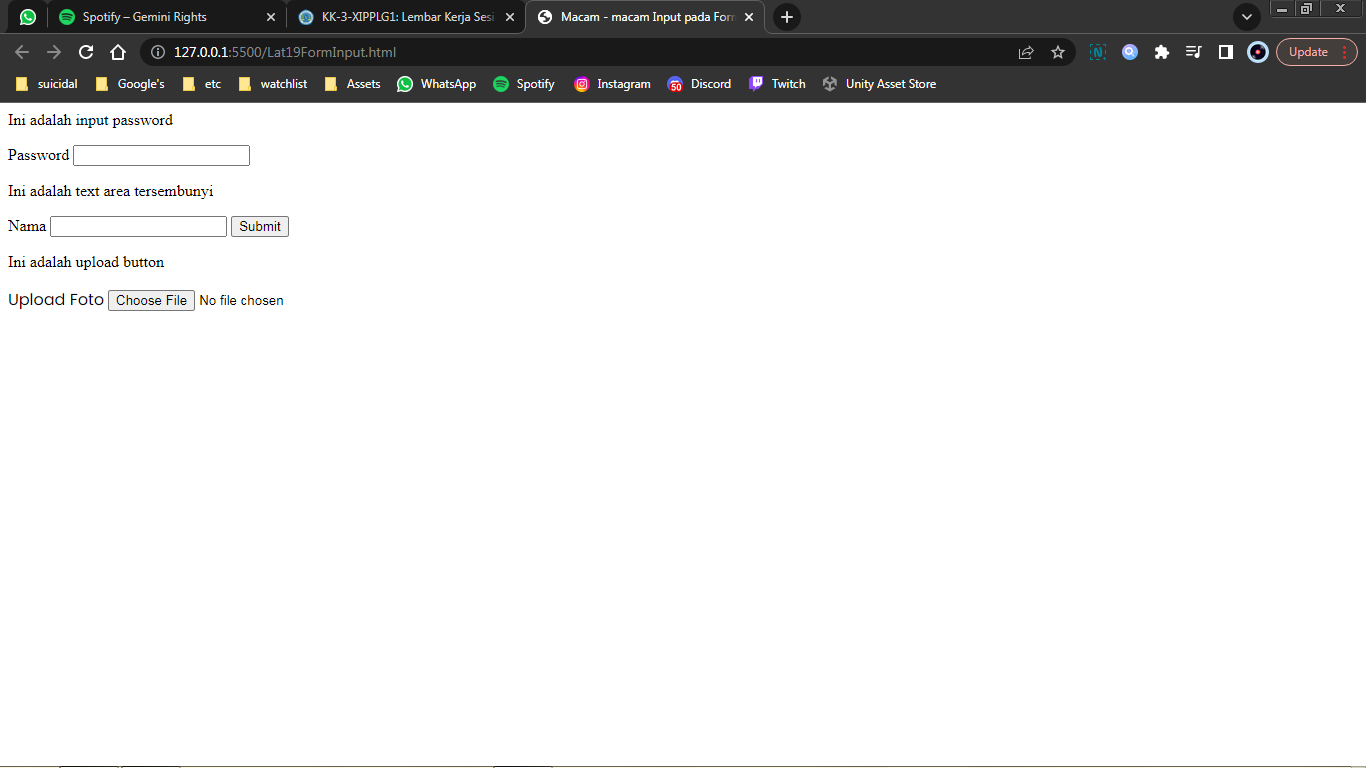 Spotify – Gemini Rights
KK-3-XIPPLG1: Lembar Kerja Sesi
Macam - macam Input pada Form
127.0.0.1:5500/Lat19FormInput.html
Update
suicidal
Google's
etc
watchlist
Assets
WhatsApp
Spotify
Instagram
50
Discord
Twitch
Unity Asset Store
Ini adalah input password
Password
Ini adalah text area tersembunyi
Nama
Submit
Ini adalah upload button
Upload Foto Choose File No file chosen